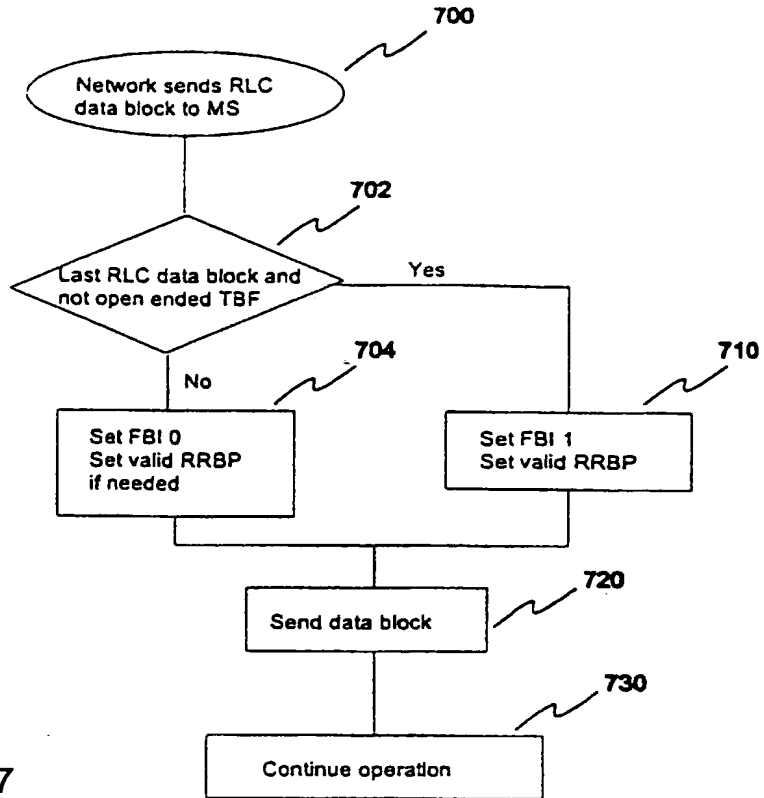 700
Network sends RLC
data block to MS
702
Last RLC data block and
not open ended TBF
Yes
No
704
710
Set FBI 0
Set valid RRBP
if needed
Set FBI 1
Set valid RRBP
720
Send data block
730
Continue operation
7